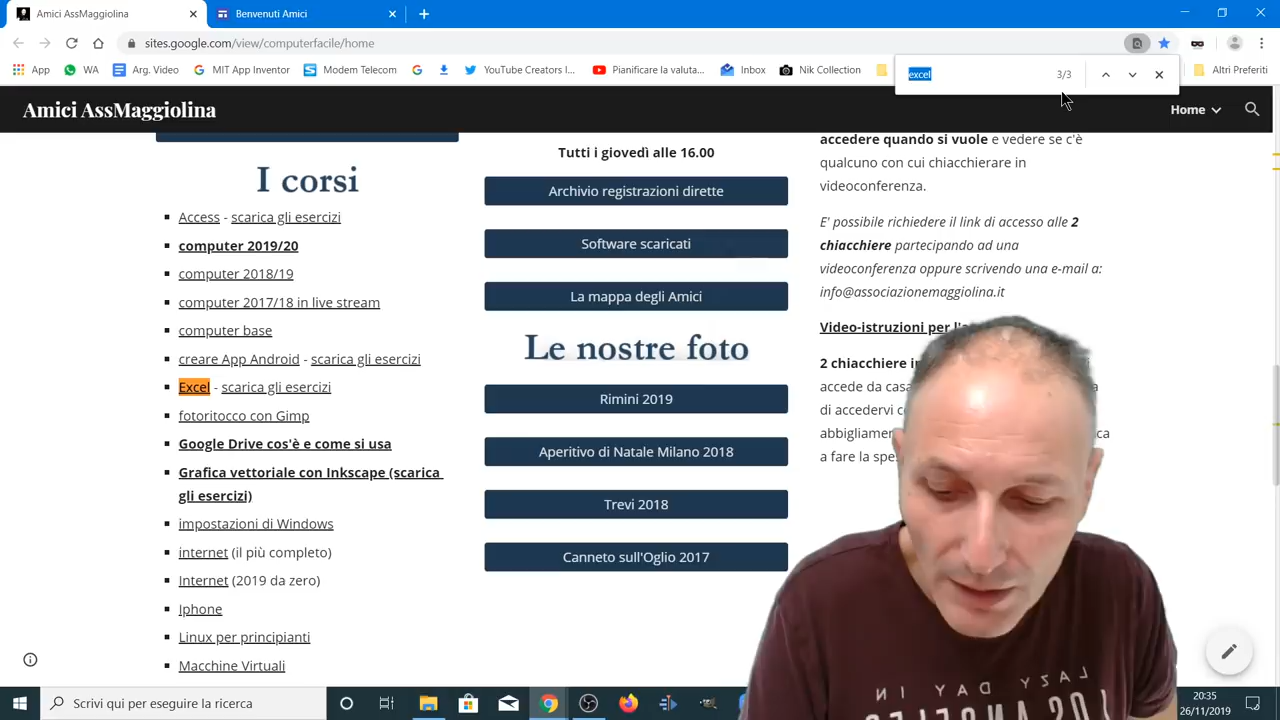 Amici AssMaggiolina
Benvenuti Amici
sites.google.com/view/computerfacile/home
App
WA
Arg. Video
MIT App Inventor
Modem Telecom
YouTube Creators I...
Pianificare la valuta...
Inbox
Nik Collection
Altri Preferiti
excel
3/3
Amici AssMaggiolina
Home
I corsi
Access - scarica gli esercizi
computer 2019/20
computer 2018/19
computer 2017/18 in live stream
computer base
creare App Android - scarica gli esercizi
Excel - scarica gli esercizi
fotoritocco con Gimp
Google Drive cos'è e come si usa
Grafica vettoriale con Inkscape (scarica
gli esercizi)
impostazioni di Windows
internet (il più completo)
Internet (2019 da zero)
Iphone
Linux per principianti
Macchine Virtuali
Tutti i giovedì alle 16.00
Archivio registrazioni dirette
Software scaricati
La mappa degli Amici
Le nostre foto
Rimini 2019
Aperitivo di Natale Milano 2018
Trevi 2018
Canneto sull'Oglio 2017
accedere quando si vuole e vedere se c'è
qualcuno con cui chiacchierare in
videoconferenza.
E' possibile richiedere il link di accesso alle 2
chiacchiere partecipando ad una
videoconferenza oppure scrivendo una e-mail a:
info@associazionemaggiolina.it
Video-istruzioni per
2 chiacchiere
accede da casa
di accedervi
a fare la
LAZY DAY IN
LOS ANGELES
Scrivi qui per eseguire la ricerca
20:35
26/11/2019